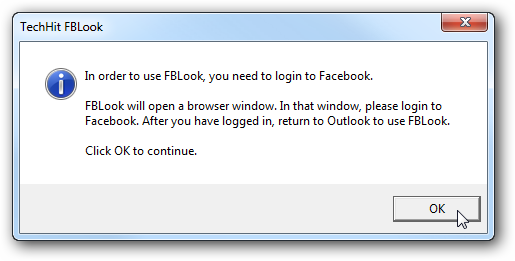 TechHit FBLook
In order to use FBLook, you need to login to Facebook.
FBLook will open a browser window. In that window, please login to
Facebook. After you have logged in, return to Outlook to use FBLook.
Click OK to continue.
OK